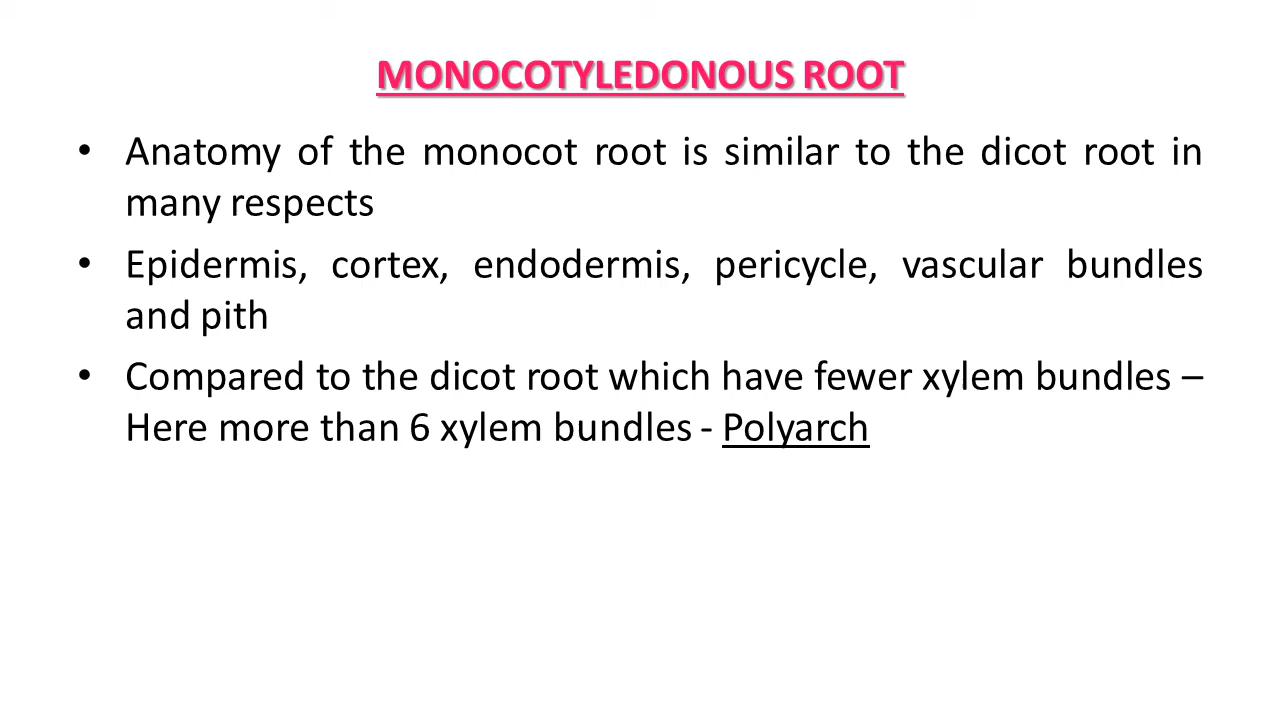 MONOCOTYLEDONOUS ROOT
• Anatomy of the monocot root is similar to the dicot root in
many respects
• Epidermis, cortex, endodermis, pericycle, vascular bundles
and pith
• Compared to the dicot root which have fewer xylem bundles –
Here more than 6 xylem bundles - Polyarch